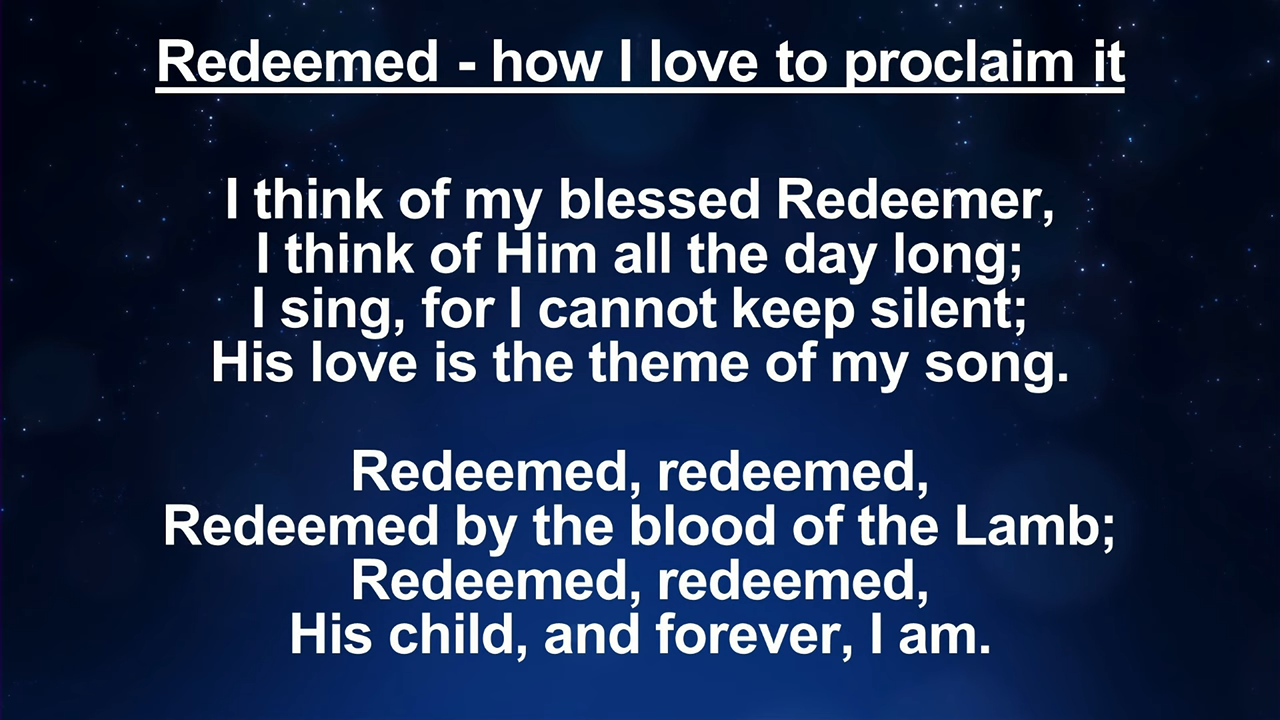 Redeemed - how I love to proclaim it
I think of my blessed Redeemer,
I think of Him all the day long;
I sing, for I cannot keep silent;
His love is the theme of my song.
Redeemed, redeemed,
Redeemed by the blood of the Lamb;
Redeemed, redeemed,
His child, and forever, I am.